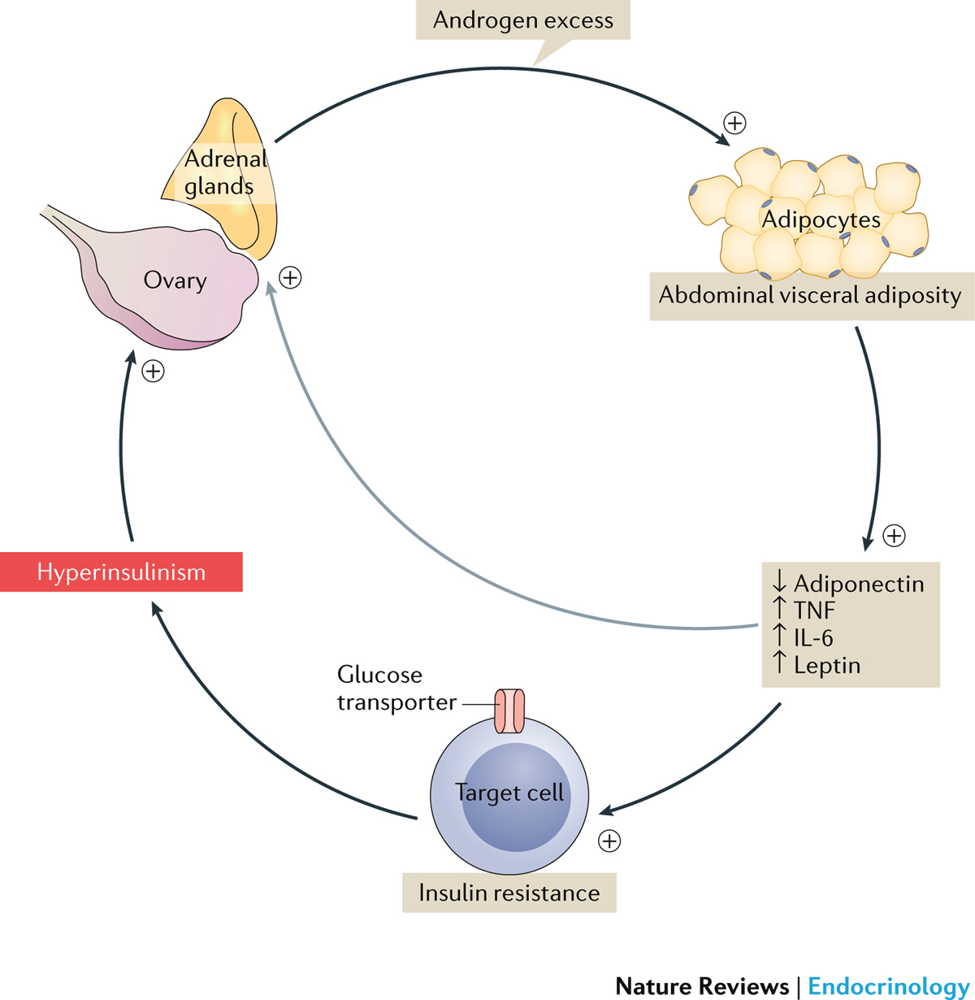 Androgen excess
Adrenal
glands
Ovary
Adipocytes
Abdominal visceral adiposity
Hyperinsulinism
↓ Adiponectin
↑ TNF
↑ IL-6
↑ Leptin
Glucose
transporter
Target cell
Insulin resistance
Nature Reviews | Endocrinology